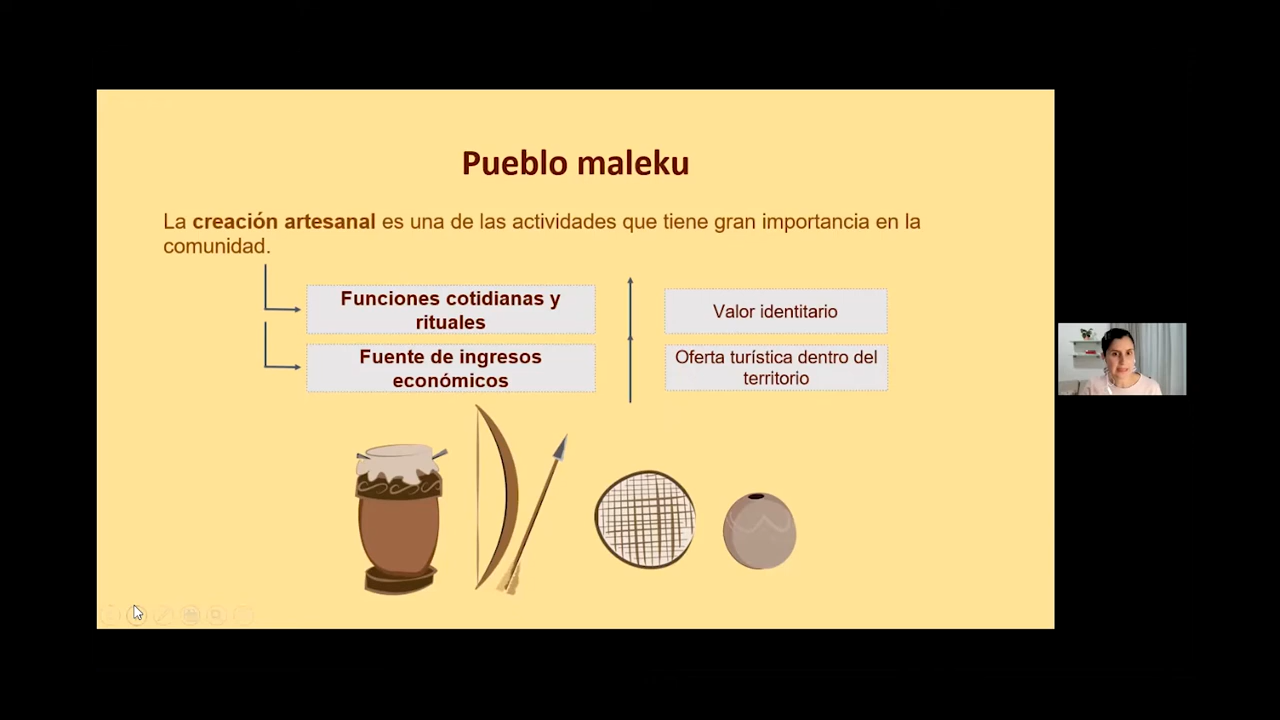 Pueblo maleku
La creación artesanal es una de las actividades que tiene gran importancia en la
comunidad.
Funciones cotidianas y
rituales
Valor identitario
Fuente de ingresos
económicos
Oferta turística dentro del
territorio